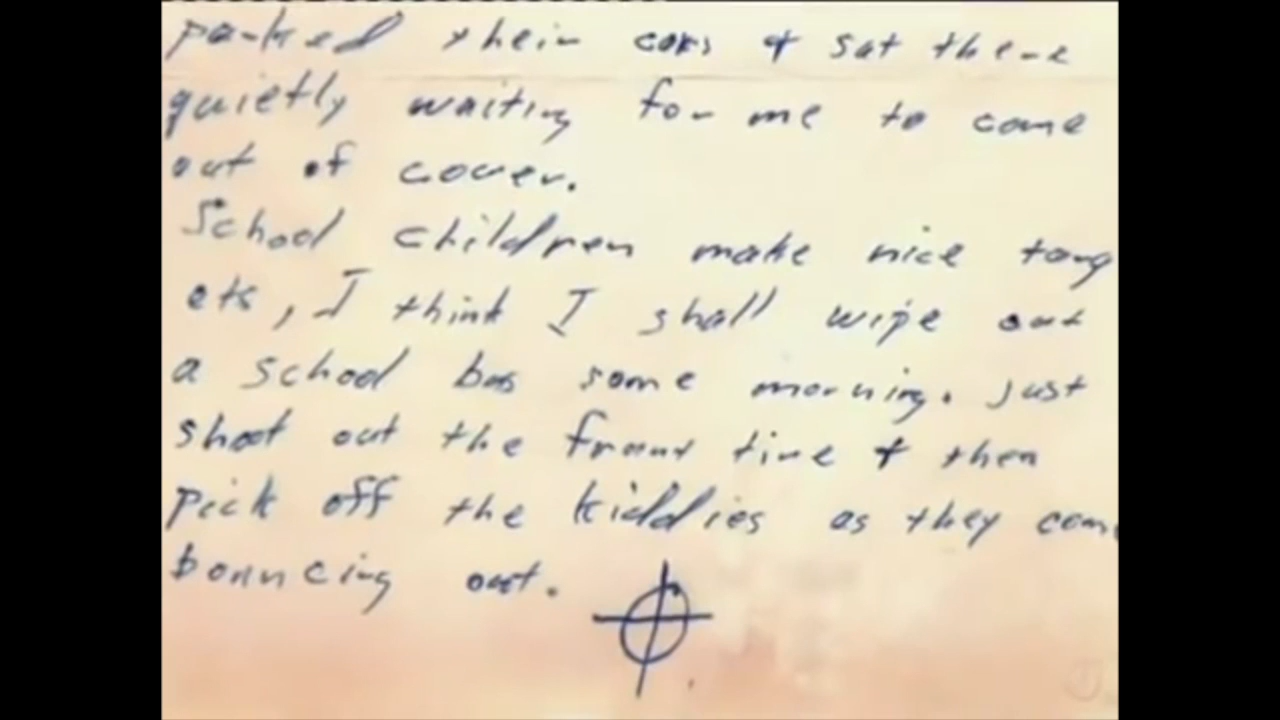 parked their cars & sat there
quietly waiting for me to come
out of cover.
School children make nice targ
ets, I think I shall wipe out
a school bus some morning. Just
shoot out the front tire & then
pick off the kiddies as they come
bouncing out.